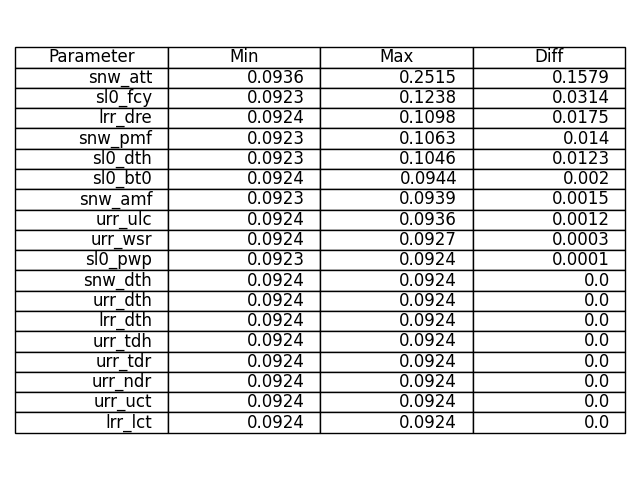 Parameter Min Max Diff
snw_att 0.0936 0.2515 0.1579
sl0_fcy 0.0923 0.1238 0.0314
lrr_dre 0.0924 0.1098 0.0175
snw_pmf 0.0923 0.1063 0.014
sl0_dth 0.0923 0.1046 0.0123
sl0_bt0 0.0924 0.0944 0.002
snw_amf 0.0923 0.0939 0.0015
urr_ulc 0.0924 0.0936 0.0012
urr_wsr 0.0924 0.0927 0.0003
sl0_pwp 0.0923 0.0924 0.0001
snw_dth 0.0924 0.0924 0.0
urr_dth 0.0924 0.0924 0.0
lrr_dth 0.0924 0.0924 0.0
urr_tdh 0.0924 0.0924 0.0
urr_tdr 0.0924 0.0924 0.0
urr_ndr 0.0924 0.0924 0.0
urr_uct 0.0924 0.0924 0.0
lrr_lct 0.0924 0.0924 0.0